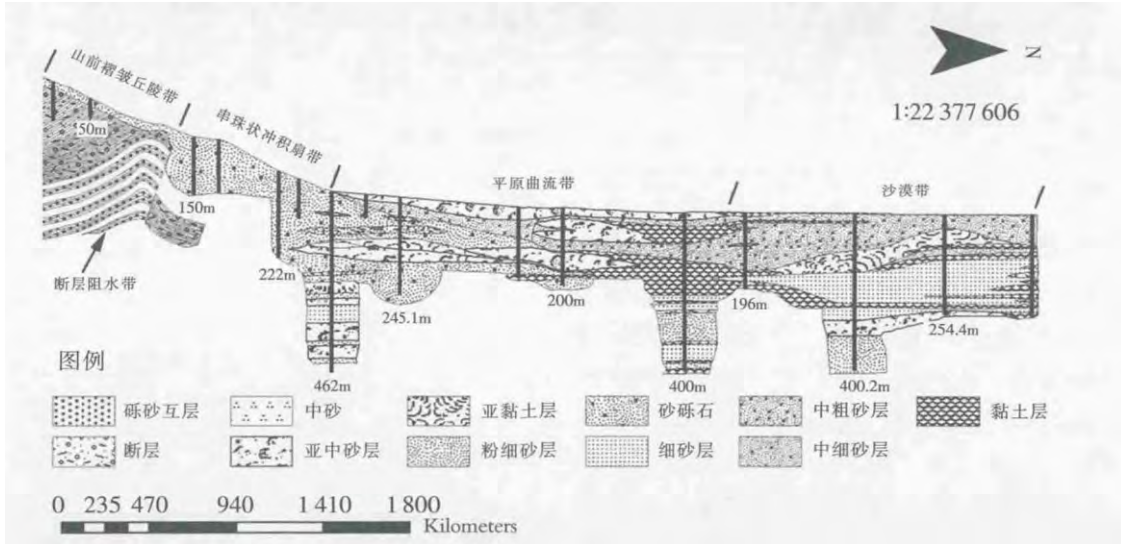 山前褶皱丘陵带
串珠状冲积扇带
平原曲流带
沙漠带
N
1:22 377 606
50m
150m
断层阻水带
222m
245.1m
462m
200m
400m
196m
400.2m
254.4m
图例
砾砂互层
中砂
亚黏土层
砂砾石
中粗砂层
黏土层
断层
亚中砂层
粉细砂层
细砂层
中细砂层
0 235 470 940 1 410 1 800
Kilometers